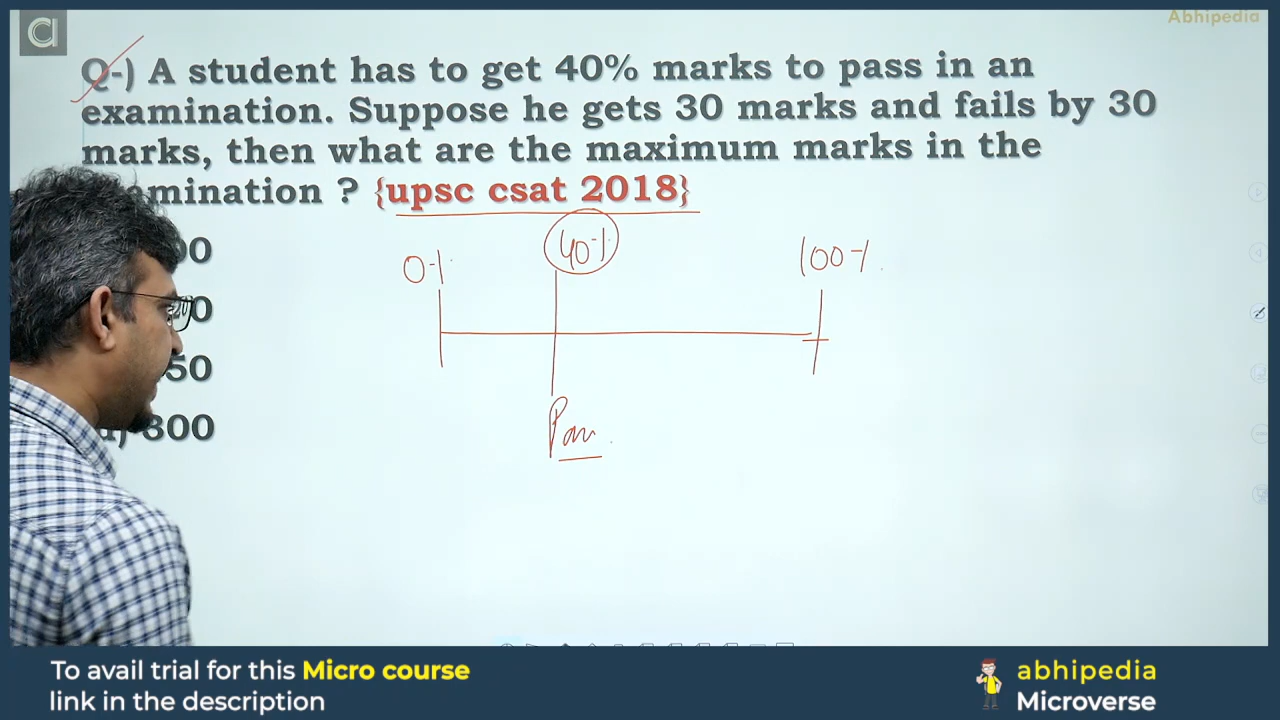 Abhipedia
Q-) A student has to get 40% marks to pass in an
examination. Suppose he gets 30 marks and fails by 30
marks, then what are the maximum marks in the
mination ? {upsc csat 2018}
0% 40% 100%
00
0
50
300
Pass
To avail trial for this Micro course
link in the description
abhipedia
Microverse